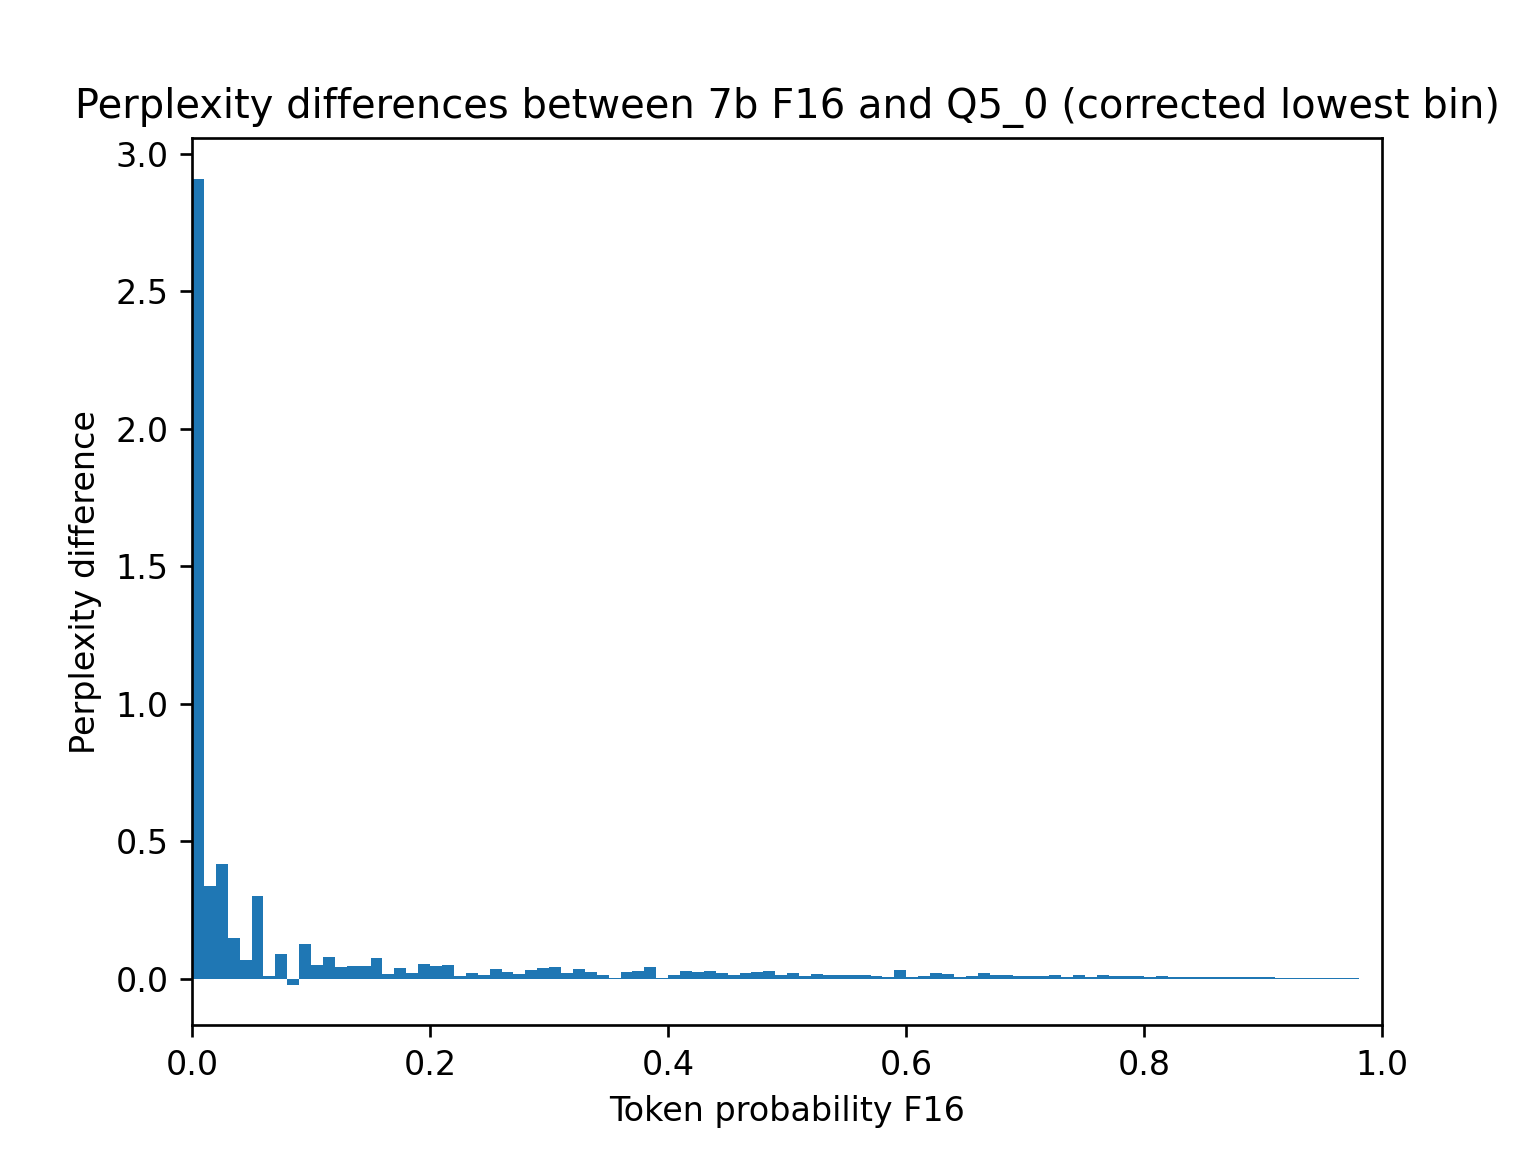 Perplexity differences between 7b F16 and Q5_0 (corrected lowest bin)
3.0
2.5
2.0
1.5
1.0
0.5
0.0
Perplexity difference
0.0 0.2 0.4 0.6 0.8 1.0
Token probability F16